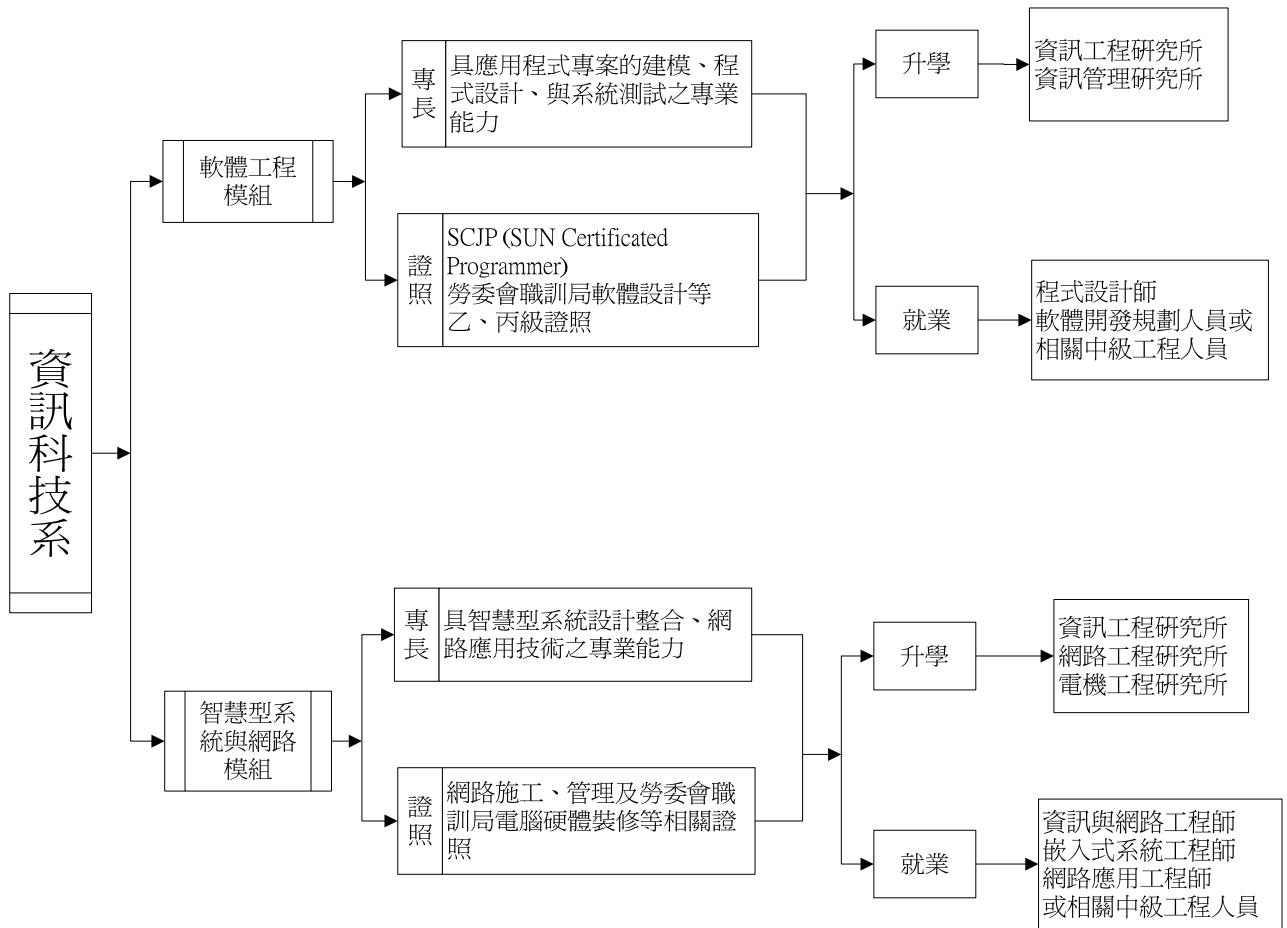 資訊科技系
軟體工程
模組
專長
具應用程式專案的建模、程
式設計、與系統測試之專業
能力
證照
SCJP (SUN Certificated
Programmer)
勞委會職訓局軟體設計等
乙、丙級證照
升學
資訊工程研究所
資訊管理研究所
就業
程式設計師
軟體開發規劃人員或
相關中級工程人員
智慧型系
統與網路
模組
專長
具智慧型系統設計整合、網
路應用技術之專業能力
證照
網路施工、管理及勞委會職
訓局電腦硬體裝修等相關證
照
升學
資訊工程研究所
網路工程研究所
電機工程研究所
就業
資訊與網路工程師
嵌入式系統工程師
網路應用工程師
或相關中級工程人員